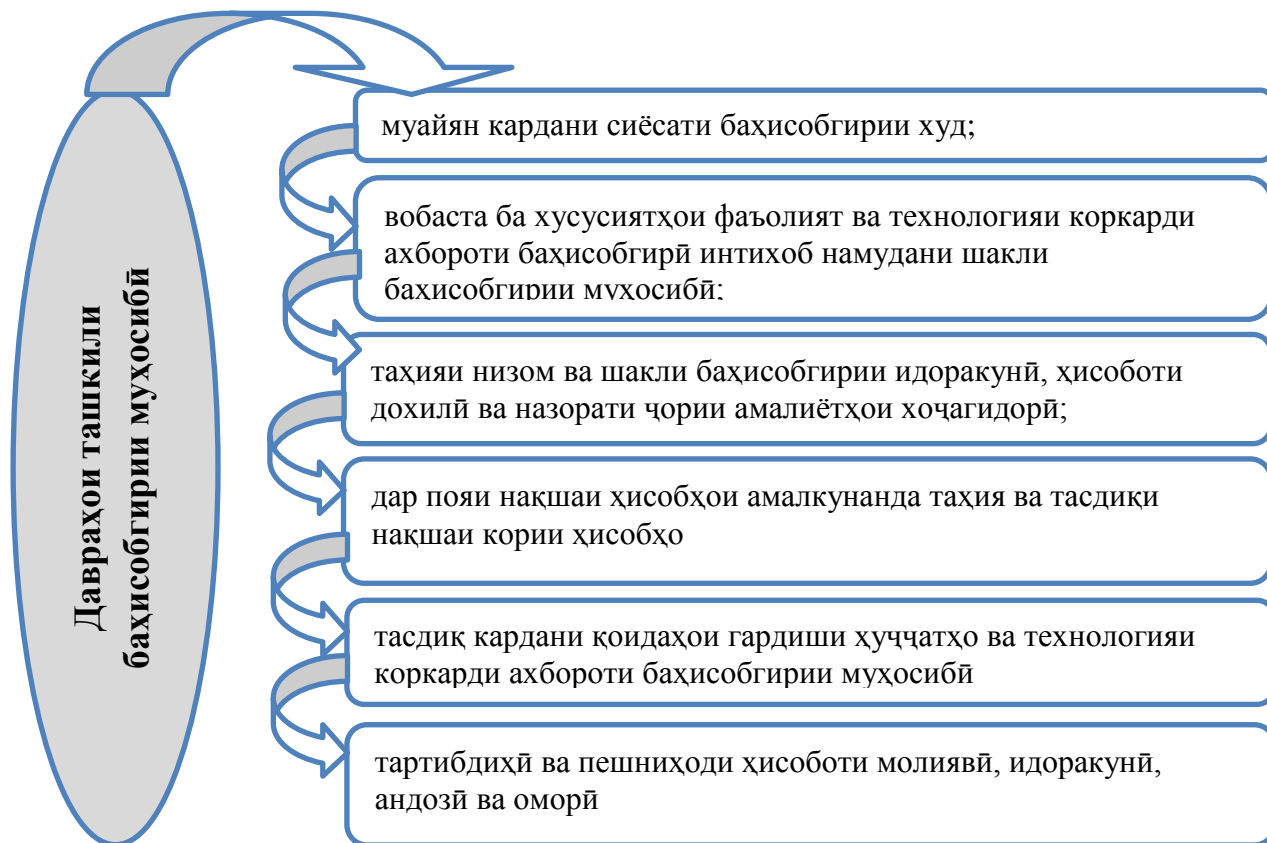 Давраҳои ташкили
баҳисобгирии муҳосибӣ
муайян кардани сиёсати баҳисобгирии худ;
вобаста ба хусусиятҳои фаъолият ва технологияи коркарди
ахбороти баҳисобгирӣ интихоб намудани шакли
баҳисобгирии муҳосибӣ;
таҳияи низом ва шакли баҳисобгирии идоракунӣ, ҳисоботи
дохилӣ ва назорати ҷории амалиётҳои хоҷагидорӣ;
дар пояи нақшаи ҳисобҳои амалкунанда таҳия ва тасдиқи
нақшаи кории ҳисобҳо
тасдиқ кардани қоидаҳои гардиши ҳуҷҷатҳо ва технологияи
коркарди ахбороти баҳисобгирии муҳосибӣ
тартибдиҳӣ ва пешниҳоди ҳисоботи молиявӣ, идоракунӣ,
андозӣ ва оморӣ